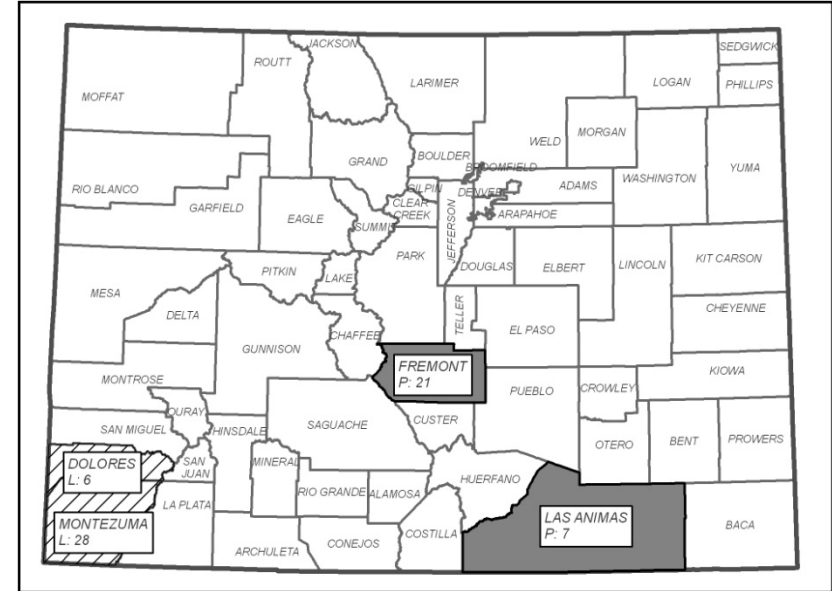 JACKSON
SEDGWICK
ROUTT
LARIMER
LOGAN
PHILLIPS
MOFFAT
WELD
MORGAN
GRAND
BOULDER
BROOMFIELD
YUMA
RIO BLANCO
GILPIN
DENVER
ADAMS
WASHINGTON
GARFIELD
CLEAR
CREEK
EAGLE
SUMMIT
ARAPAHOE
JEFFERSON
PARK
DOUGLAS
ELBERT
LINCOLN
KIT CARSON
PITKIN
LAKE
MESA
DELTA
TELLER
CHEYENNE
CHAFFEE
EL PASO
GUNNISON
FREMONT
P: 21
MONTROSE
PUEBLO
CROWLEY
KIOWA
OURAY
SAN MIGUEL
HINSDALE
SAGUACHE
CUSTER
OTERO
BENT
PROWERS
DOLORES
L: 6
SAN
JUAN
MINERAL
HUERFANO
RIO GRANDE
ALAMOSA
LA PLATA
MONTEZUMA
L: 28
COSTILLA
LAS ANIMAS
P: 7
BACA
ARCHULETA
CONEJOS